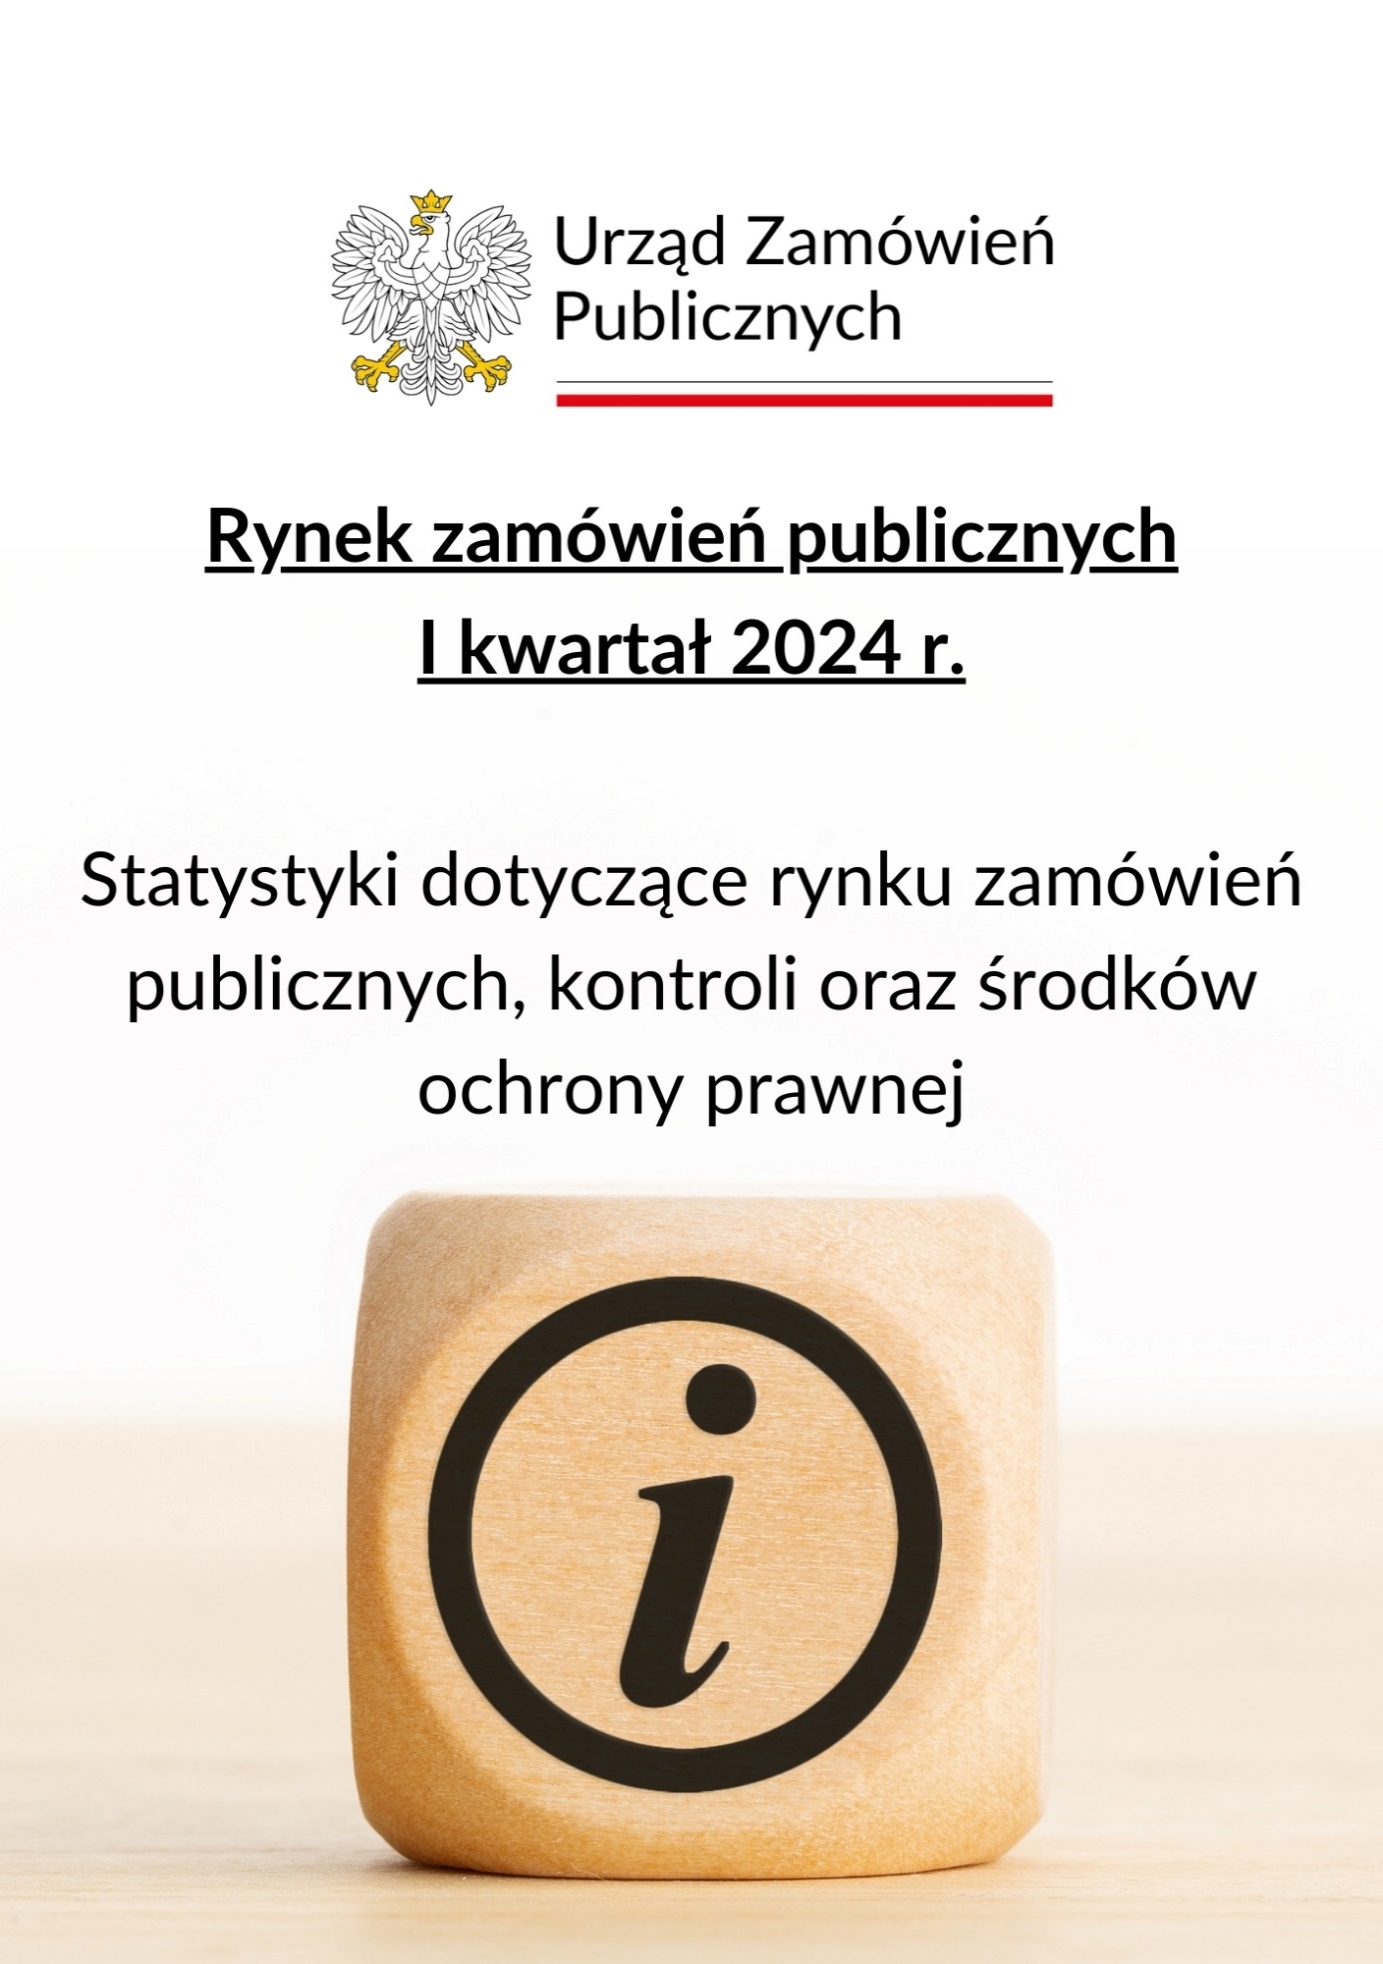 Urząd Zamówień
Publicznych
Rynek zamówień publicznych
I kwartał 2024 r.
Statystyki dotyczące rynku zamówień
publicznych, kontroli oraz środków
ochrony prawnej
i